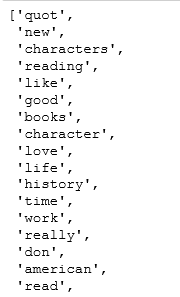 ['quot',
'new',
'characters',
'reading',
'like',
'good',
'books',
'character',
'love',
'life',
'history',
'time',
'work',
'really',
'don',
'american',
'read',